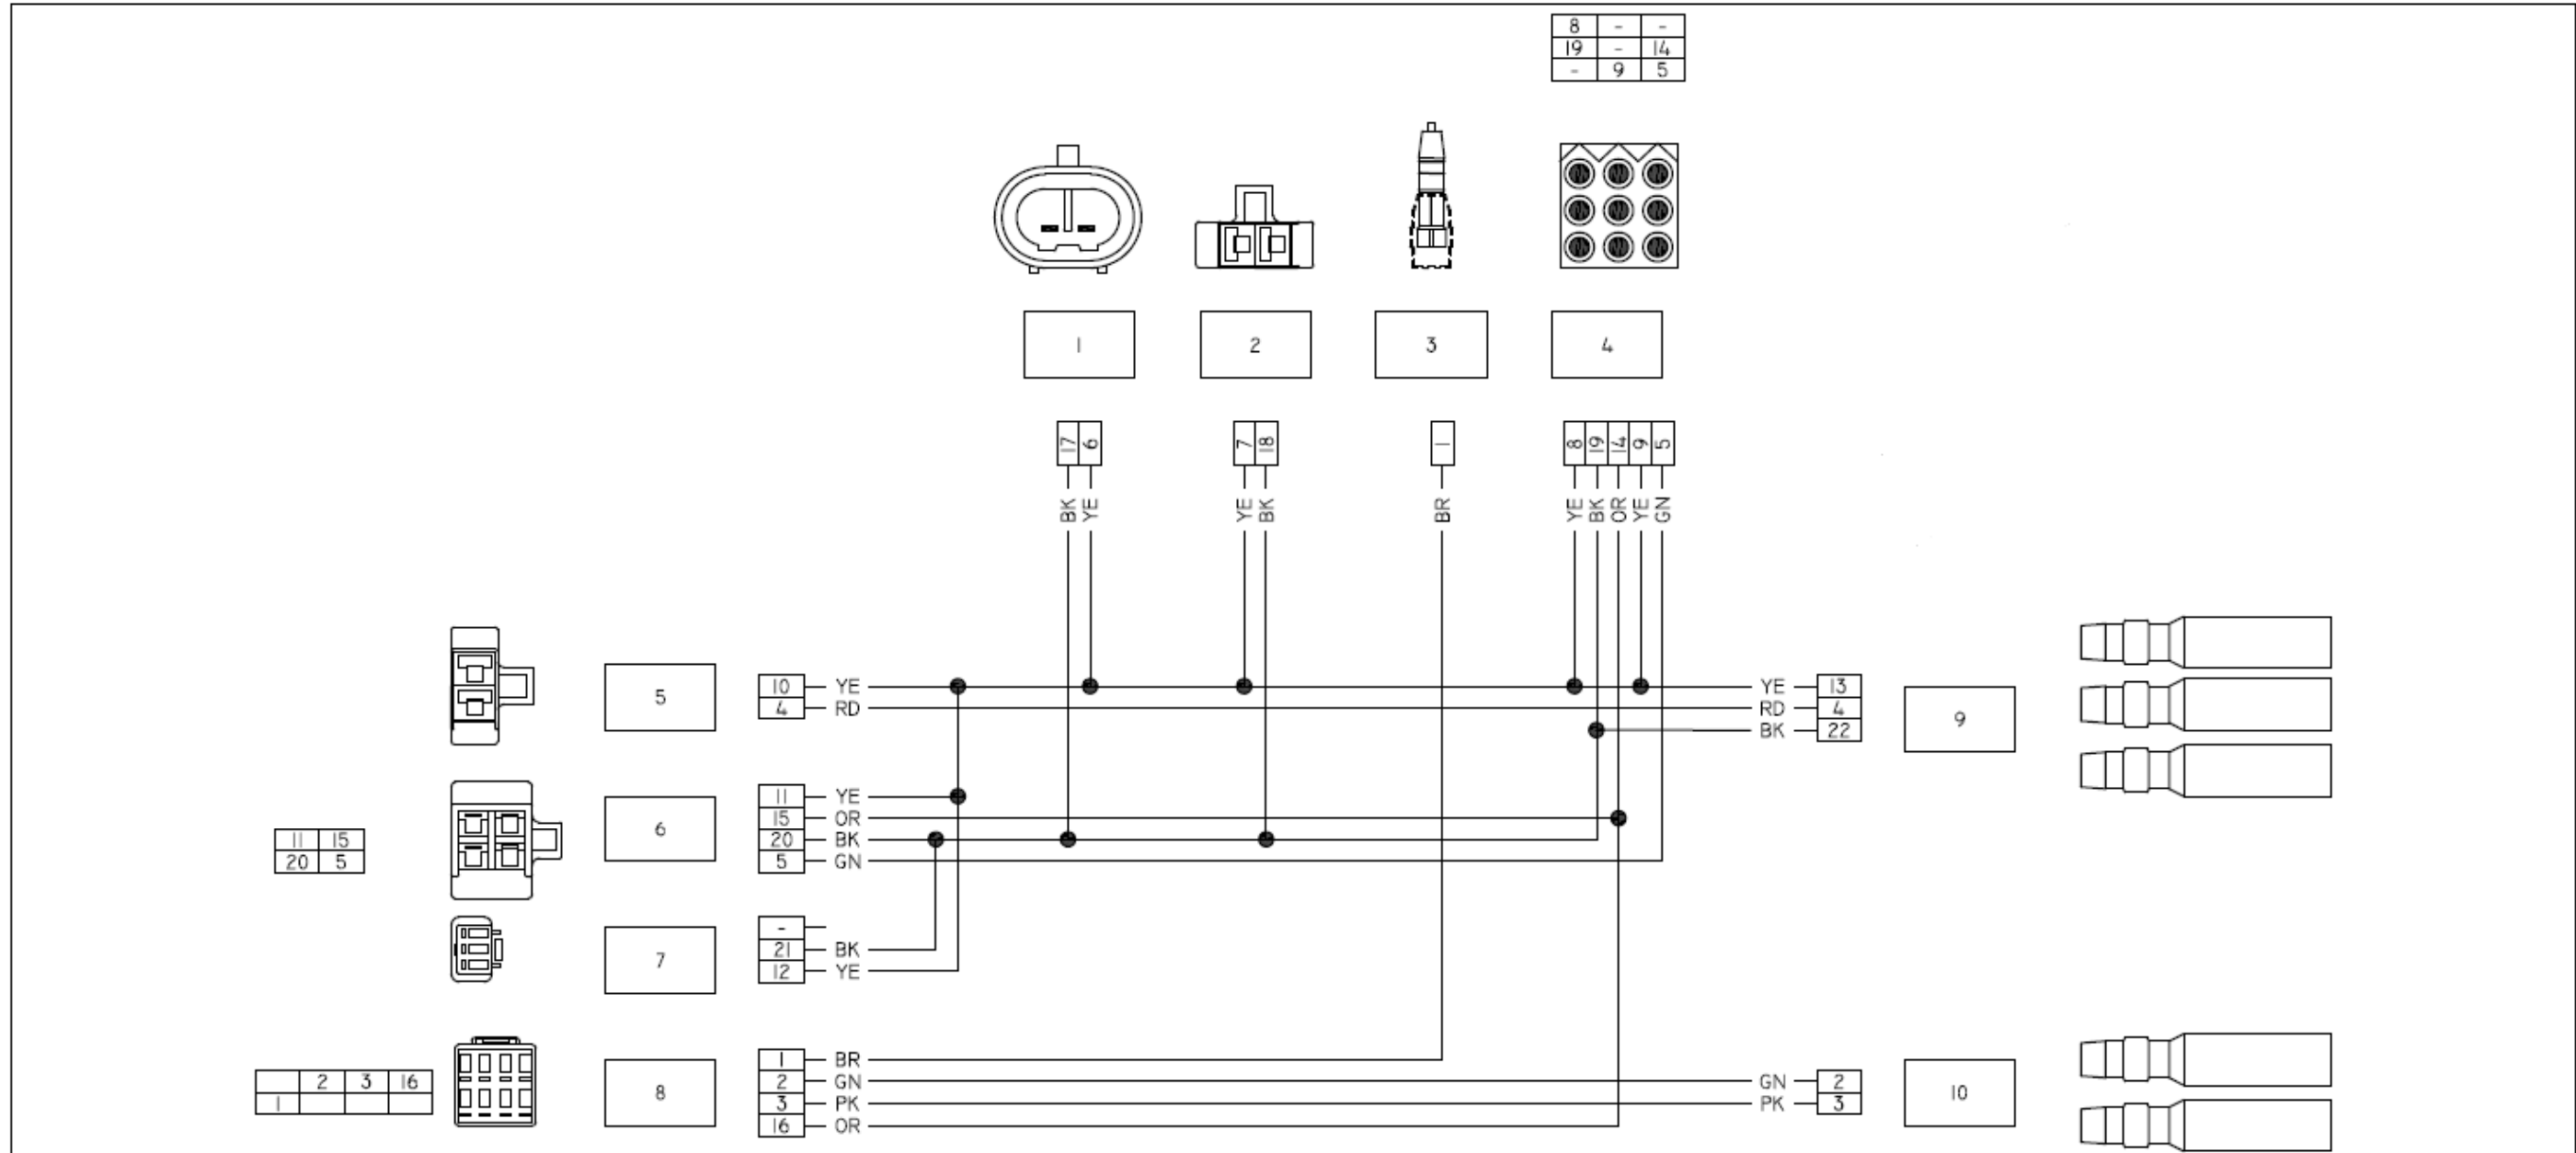 8 - -
19 - 14
- 9 5
1 2 3 4
17 6 7 18 1 8 19 14 9 5
BK YE YE BK BR YE BK OR YE GN
5
10 YE
4 RD
YE 13
RD 4
BK 22
9
11 15
20 5
6
11 YE
15 OR
20 BK
5 GN
7
-
21 BK
12 YE
2 3 16
1
8
1 BR
2 GN
3 PK
16 OR
GN 2
PK 3
10